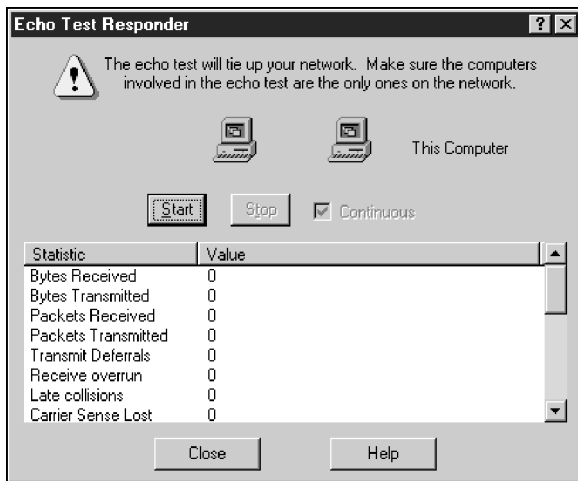 Echo Test Responder
The echo test will tie up your network. Make sure the computers
involved in the echo test are the only ones on the network.
This Computer
Start Stop Continuous
Statistic Value
Bytes Received 0
Bytes Transmitted 0
Packets Received 0
Packets Transmitted 0
Transmit Deferrals 0
Receive overrun 0
Late collisions 0
Carrier Sense Lost 0
Close Help